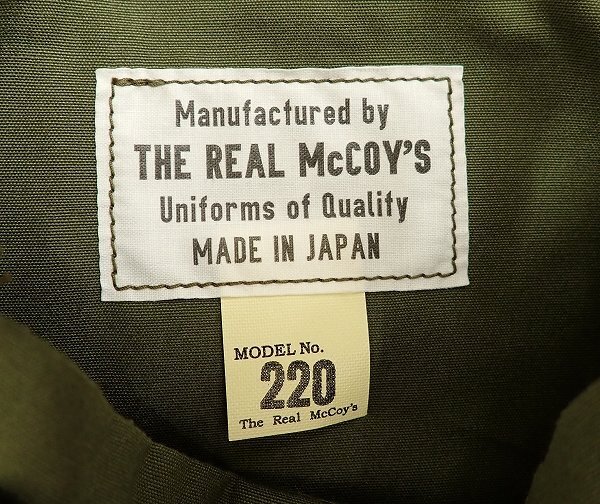 Manufactured by
THE REAL McCOY'S
Uniforms of Quality
MADE IN JAPAN
MODEL No.
220
The Real McCoy's